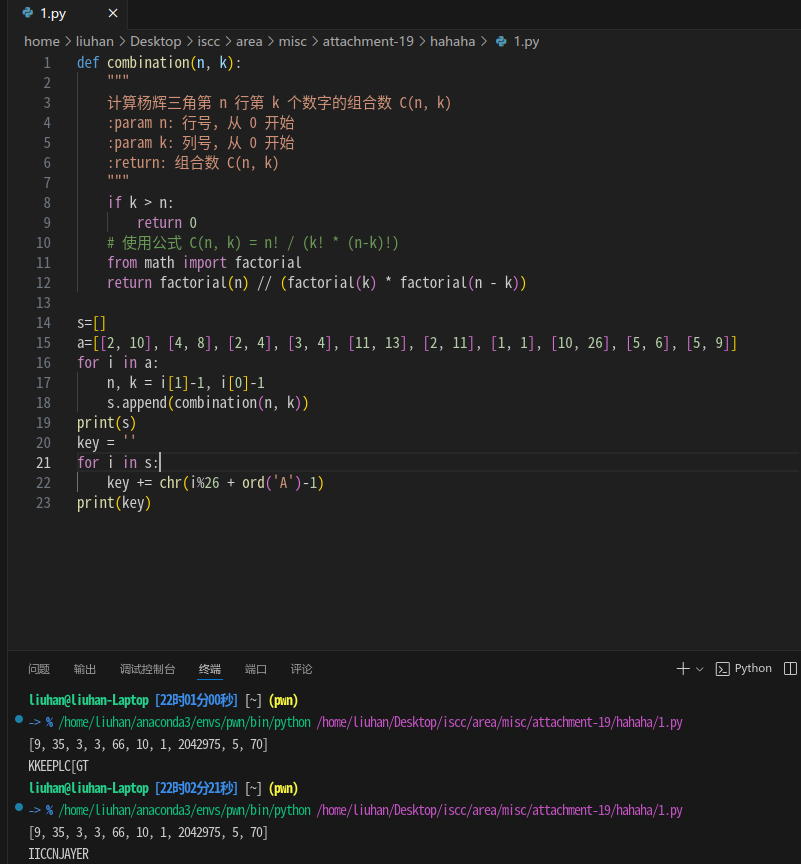 1.py ×
home > liuhan > Desktop > iscc > area > misc > attachment-19 > hahaha > 1.py
1 def combination(n, k):
2 """
3 计算杨辉三角第 n 行第 k 个数字的组合数 C(n, k)
4 :param n: 行号，从 0 开始
5 :param k: 列号，从 0 开始
6 :return: 组合数 C(n, k)
7 """
8 if k > n:
9 return 0
10 # 使用公式 C(n, k) = n! / (k! * (n-k)!)
11 from math import factorial
12 return factorial(n) // (factorial(k) * factorial(n - k))
13
14 s=[]
15 a=[[2, 10], [4, 8], [2, 4], [3, 4], [11, 13], [2, 11], [1, 1], [10, 26], [5, 6], [5, 9]]
16 for i in a:
17 n, k = i[1]-1, i[0]-1
18 s.append(combination(n, k))
19 print(s)
20 key = ''
21 for i in s:
22 key += chr(i%26 + ord('A')-1)
23 print(key)
问题 输出 调试控制台 终端 端口 评论 Python
liuhan@liuhan-Laptop [22时01分00秒] [~] (pwn)
-> % /home/liuhan/anaconda3/envs/pwn/bin/python /home/liuhan/Desktop/iscc/area/misc/attachment-19/hahaha/1.py
[9, 35, 3, 3, 66, 10, 1, 2042975, 5, 70]
KKEEPLC[GT
liuhan@liuhan-Laptop [22时02分21秒] [~] (pwn)
-> % /home/liuhan/anaconda3/envs/pwn/bin/python /home/liuhan/Desktop/iscc/area/misc/attachment-19/hahaha/1.py
[9, 35, 3, 3, 66, 10, 1, 2042975, 5, 70]
IICCNJAYER